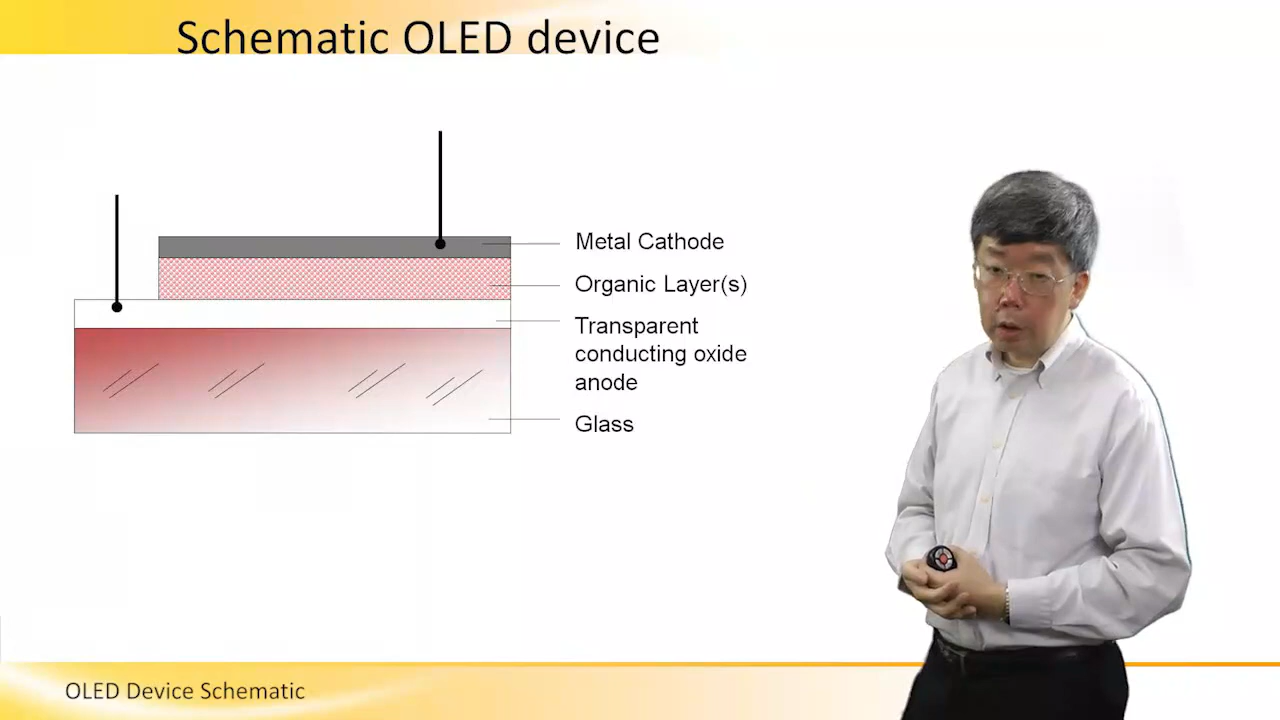 Schematic OLED device
Metal Cathode
Organic Layer(s)
Transparent
conducting oxide
anode
Glass
OLED Device Schematic